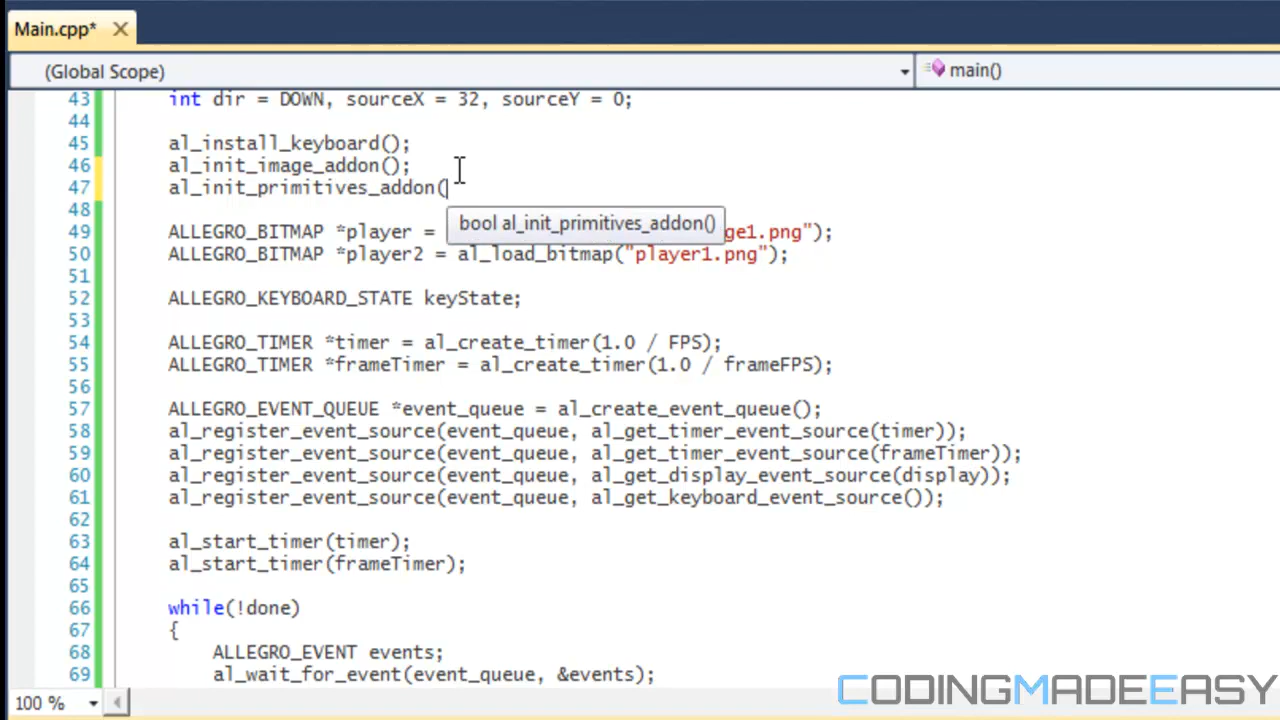 Main.cpp*
(Global Scope) main()
43 int dir = DOWN, sourceX = 32, sourceY = 0;
44
45 al_install_keyboard();
46 al_init_image_addon();
47 al_init_primitives_addon(
48
bool al_init_primitives_addon()
49 ALLEGRO_BITMAP *player = ge1.png");
50 ALLEGRO_BITMAP *player2 = al_load_bitmap("player1.png");
51
52 ALLEGRO_KEYBOARD_STATE keyState;
53
54 ALLEGRO_TIMER *timer = al_create_timer(1.0 / FPS);
55 ALLEGRO_TIMER *frameTimer = al_create_timer(1.0 / frameFPS);
56
57 ALLEGRO_EVENT_QUEUE *event_queue = al_create_event_queue();
58 al_register_event_source(event_queue, al_get_timer_event_source(timer));
59 al_register_event_source(event_queue, al_get_timer_event_source(frameTimer));
60 al_register_event_source(event_queue, al_get_display_event_source(display));
61 al_register_event_source(event_queue, al_get_keyboard_event_source());
62
63 al_start_timer(timer);
64 al_start_timer(frameTimer);
65
66 while(!done)
67 {
68 ALLEGRO_EVENT events;
69 al_wait_for_event(event_queue, &events);
100 %
CODINGMADEEASY